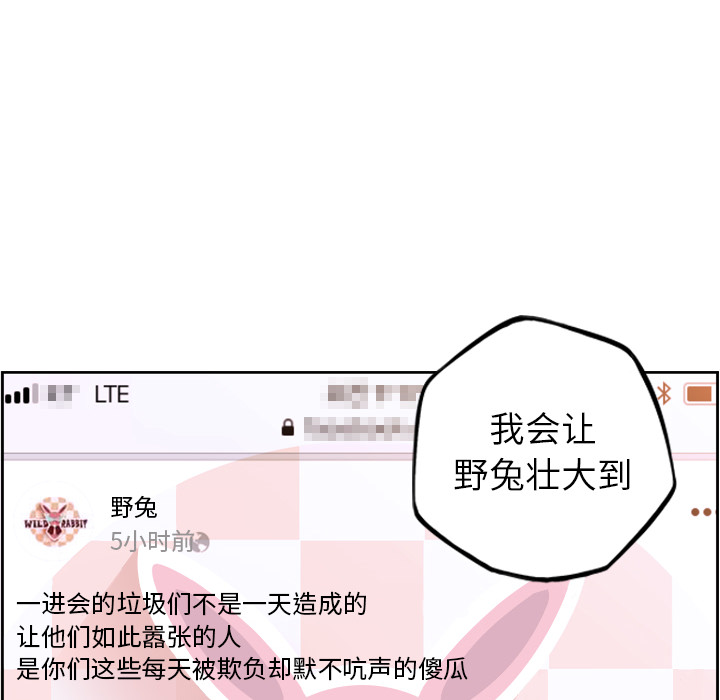 LTE
我会让
野兔壮大到
WILD RABBIT
野兔
5小时前
一进会的垃圾们不是一天造成的
让他们如此嚣张的人
是你们这些每天被欺负却默不吭声的傻瓜